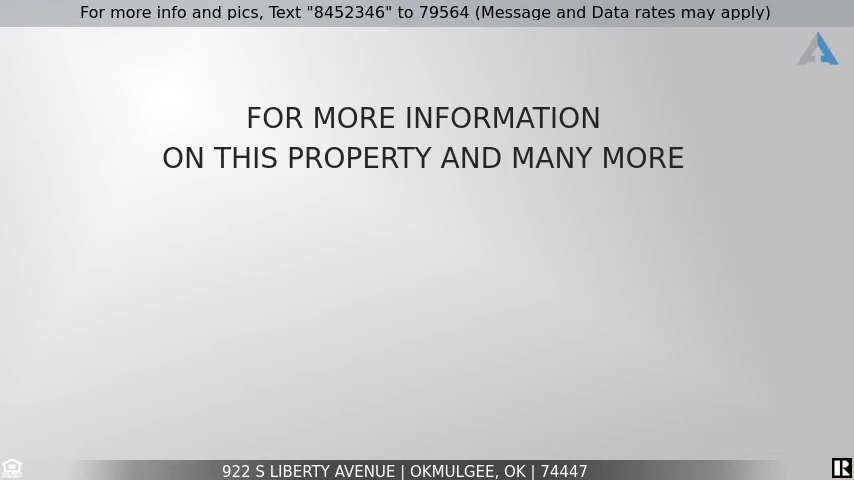 For more info and pics, Text "8452346" to 79564 (Message and Data rates may apply)
FOR MORE INFORMATION
ON THIS PROPERTY AND MANY MORE
922 S LIBERTY AVENUE | OKMULGEE, OK | 74447